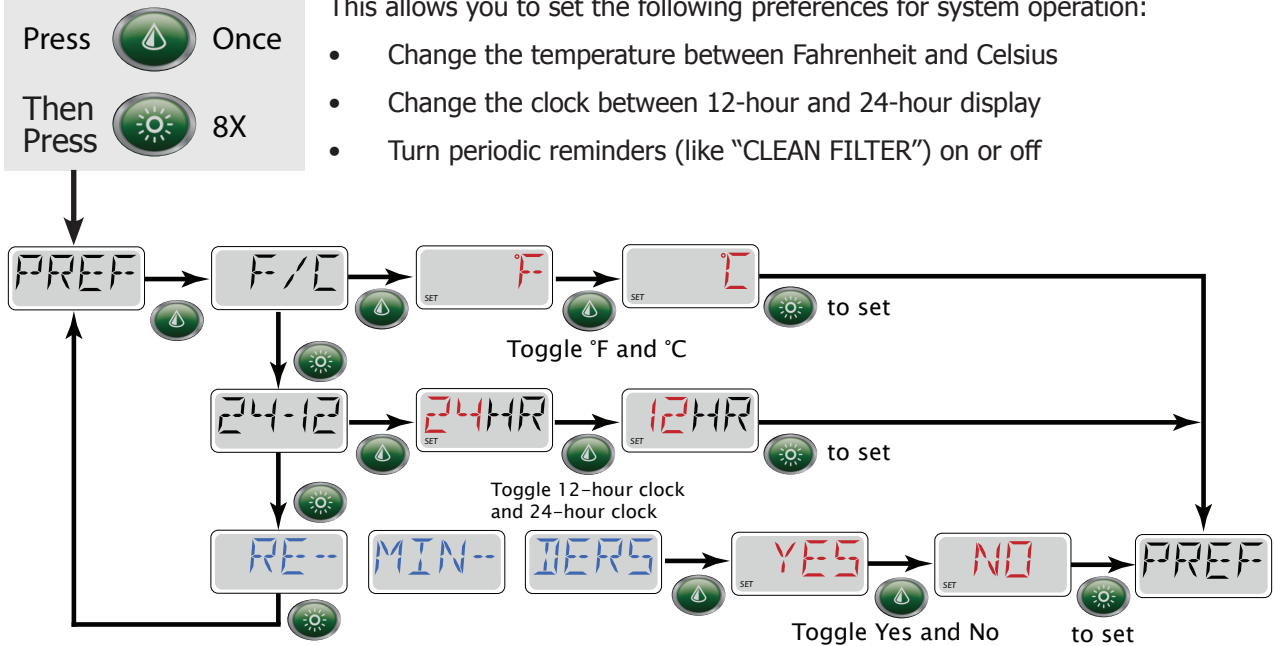 This allows you to set the following preferences for system operation:
Press Once
• Change the temperature between Fahrenheit and Celsius
Then
Press 8X
• Change the clock between 12-hour and 24-hour display
• Turn periodic reminders (like “CLEAN FILTER”) on or off
PREF F/C °F SET °C SET to set
Toggle °F and °C
24-12 24HR SET 12HR SET to set
Toggle 12-hour clock
and 24-hour clock
RE- MIN- DERS YES SET NO SET PREF
Toggle Yes and No to set